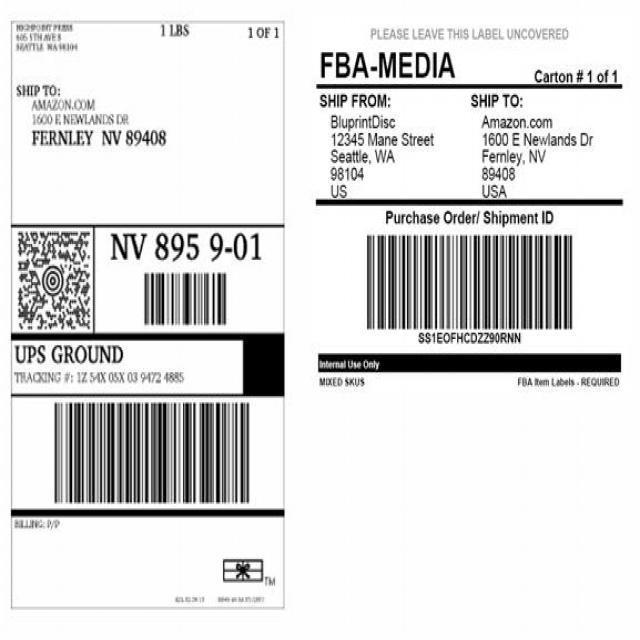 HIGHPOINT PRESS
605 5TH AVE S
SEATTLE WA 98104
1 LBS
1 OF 1
SHIP TO:
AMAZON.COM
1600 E NEWLANDS DR
FERNLEY NV 89408
NV 895 9-01
UPS GROUND
TRACKING #: 1Z 54X 05X 03 9472 4885
BILLING: P/P
TM
PLEASE LEAVE THIS LABEL UNCOVERED
FBA-MEDIA
Carton # 1 of 1
SHIP FROM:
BluprintDisc
12345 Mane Street
Seattle, WA
98104
US
SHIP TO:
Amazon.com
1600 E Newlands Dr
Fernley, NV
89408
USA
Purchase Order/ Shipment ID
SS1EOFHCDZZ90RNN
Internal Use Only
MIXED SKUS
FBA Item Labels - REQUIRED